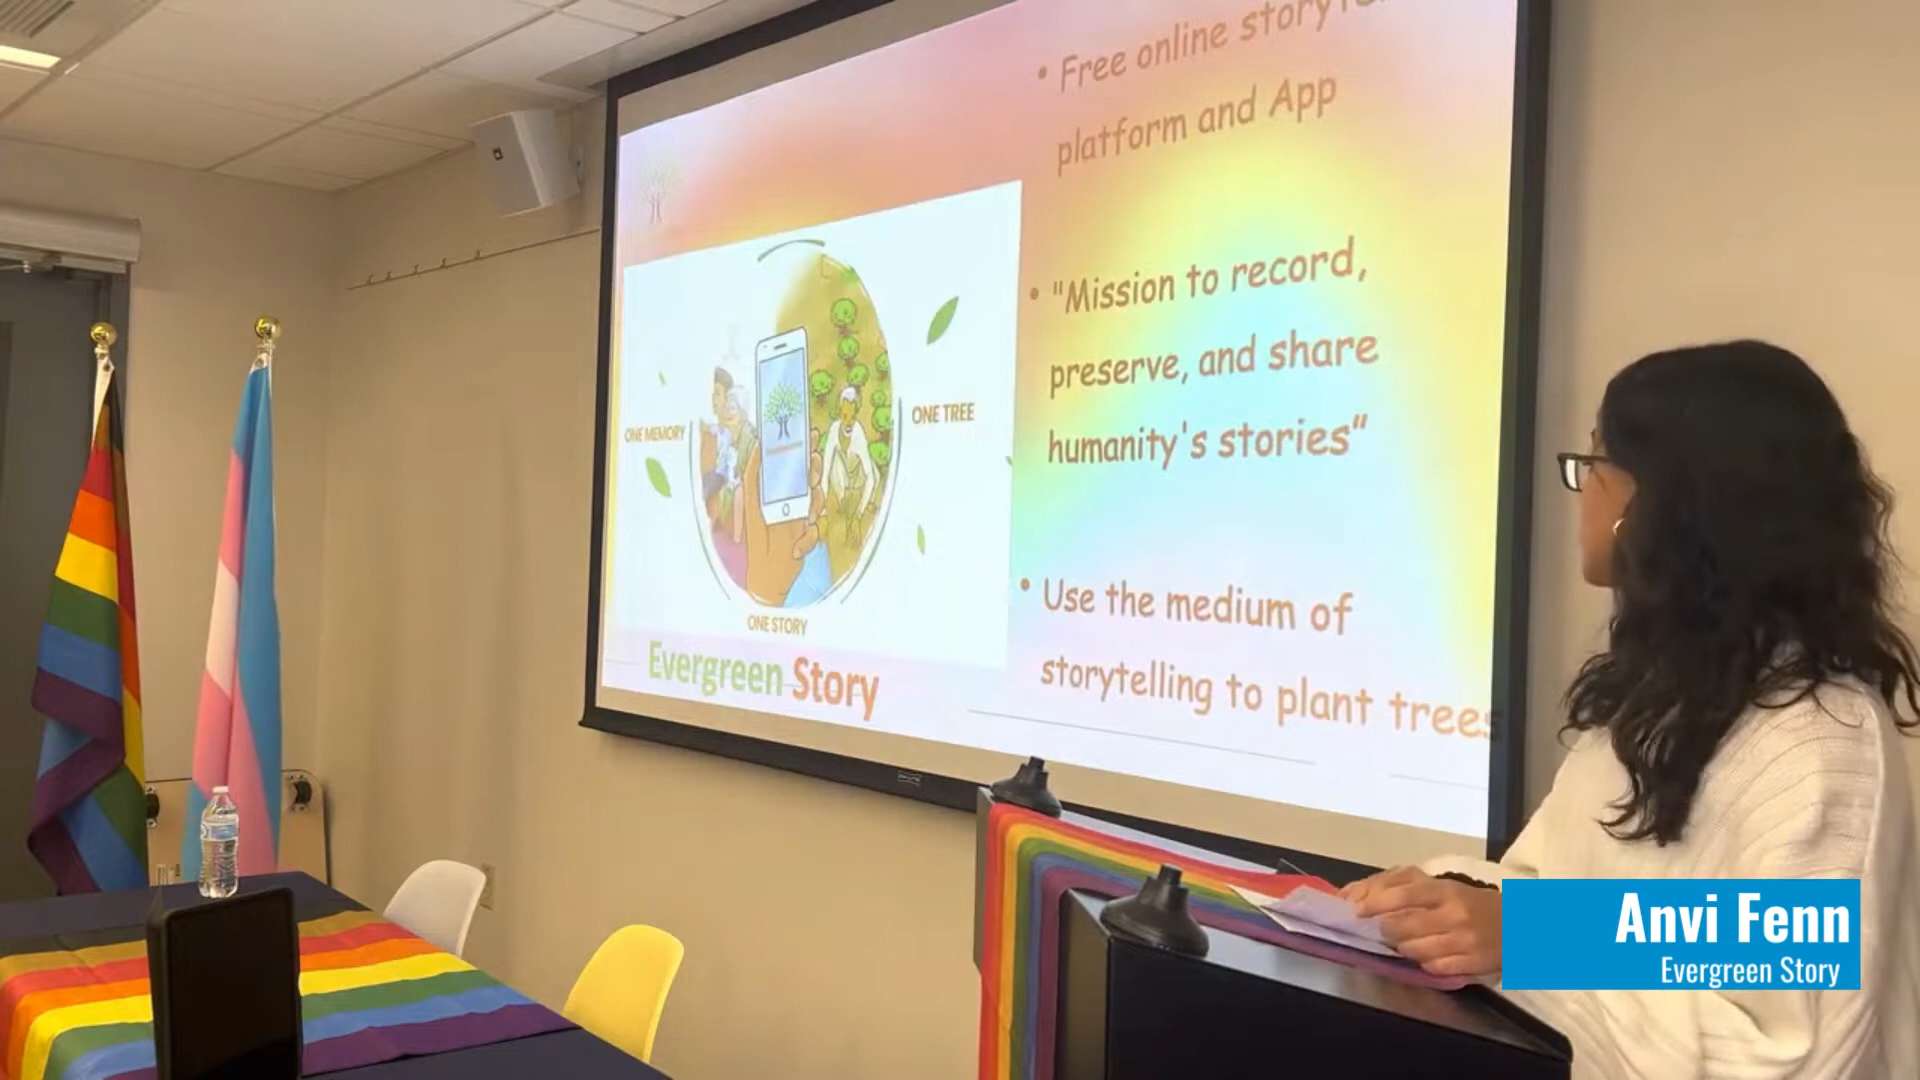 • Free online
platform and App
• "Mission to record,
preserve, and share
humanity's stories”
• Use the medium of
storytelling to plant trees
ONE MEMORY
ONE TREE
ONE STORY
Evergreen Story
Anvi Fenn
Evergreen Story